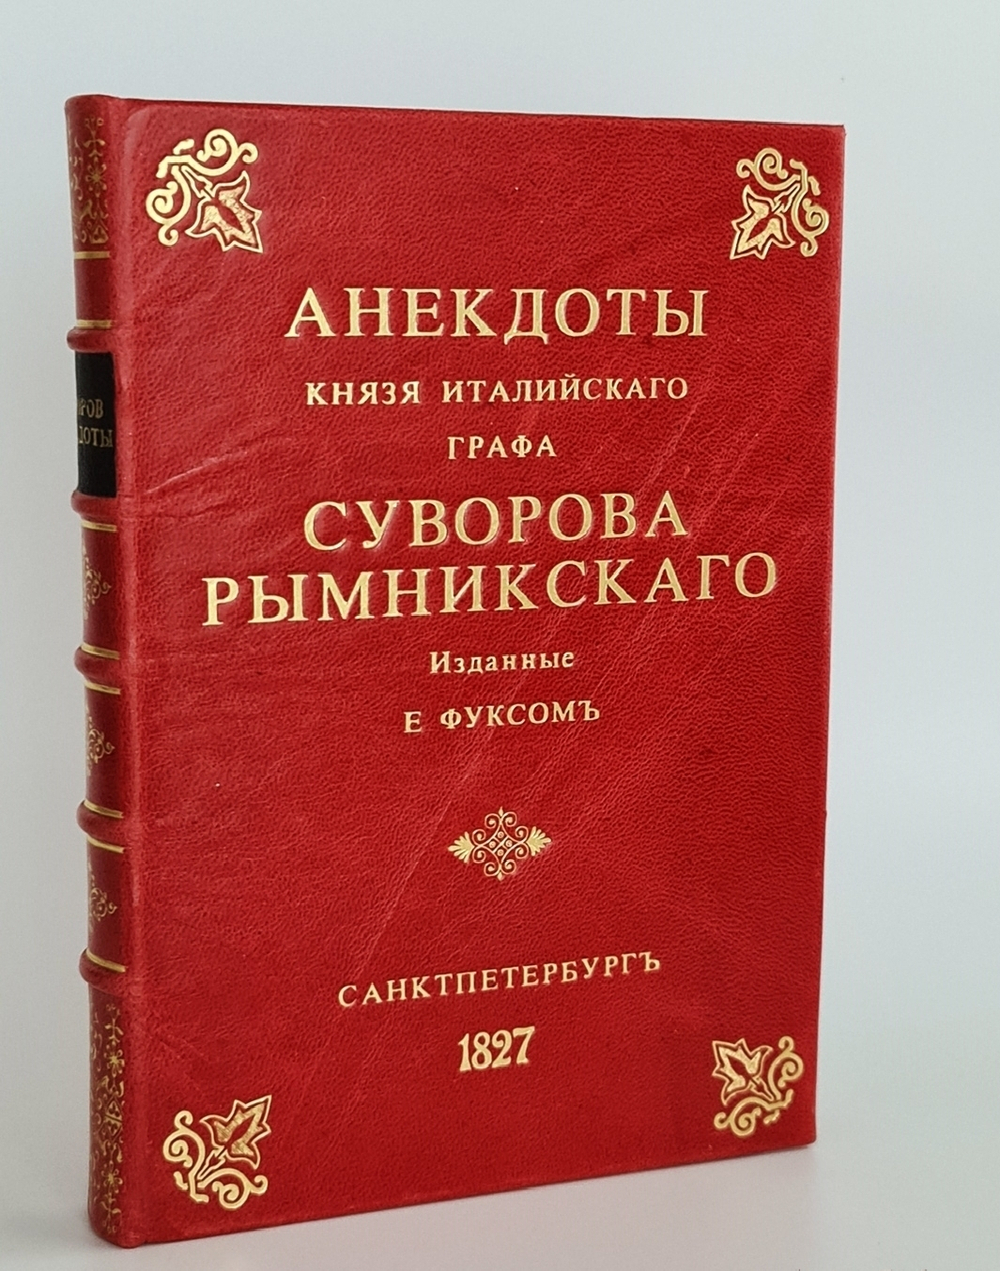 АНЕКДОТЫ
КНЯЗЯ ИТАЛИЙСКАГО
ГРАФА
СУВОРОВА
РЫМНИКСКАГО
Изданные
Е ФУКСОМЪ
САНКТПЕТЕРБУРГЪ
1827